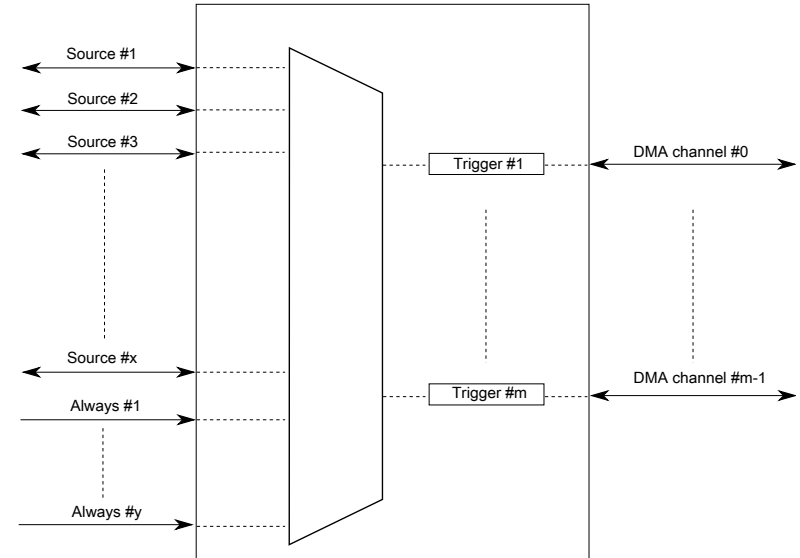 Source #1
Source #2
Source #3
Trigger #1
DMA channel #0
Source #x
Always #1
Trigger #m
DMA channel #m-1
Always #y